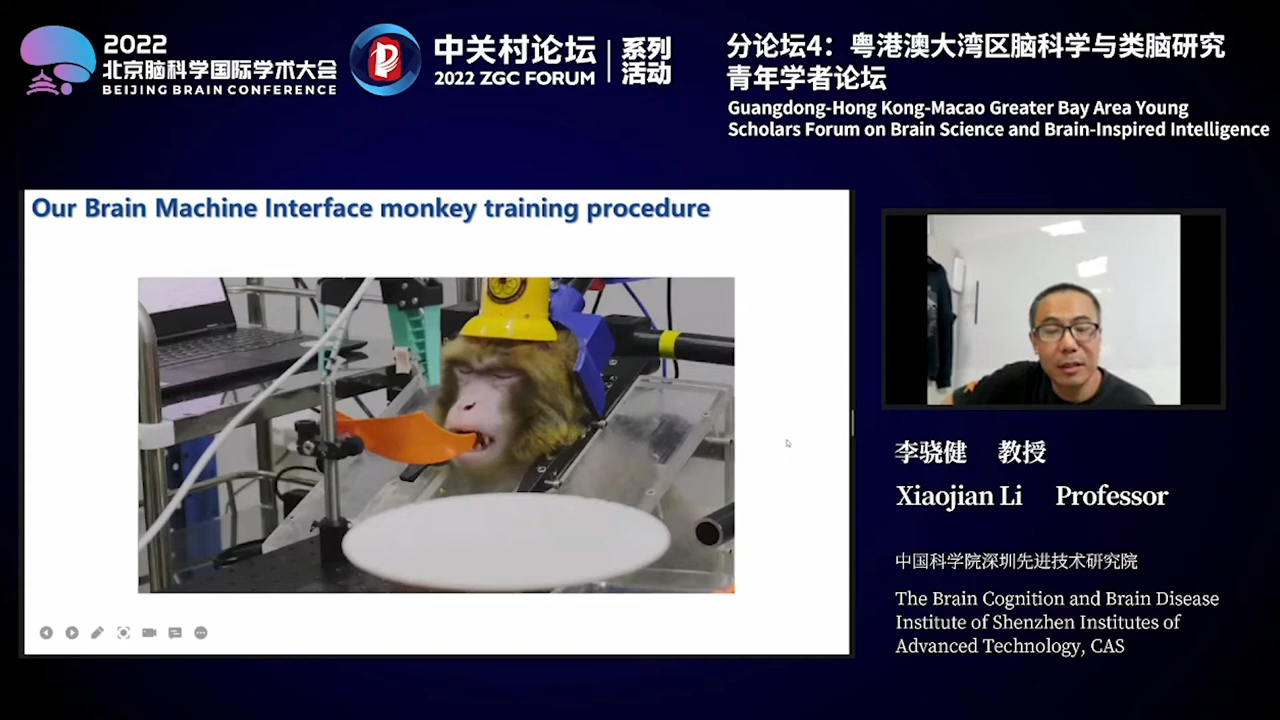 2022
北京脑科学国际学术大会
BEIJING BRAIN CONFERENCE
中关村论坛
2022 ZGC FORUM
系列
活动
分论坛4：粤港澳大湾区脑科学与类脑研究
青年学者论坛
Guangdong-Hong Kong-Macao Greater Bay Area Young
Scholars Forum on Brain Science and Brain-Inspired Intelligence
Our Brain Machine Interface monkey training procedure
李骁健 教授
Xiaojian Li Professor
中国科学院深圳先进技术研究院
The Brain Cognition and Brain Disease
Institute of Shenzhen Institutes of
Advanced Technology, CAS